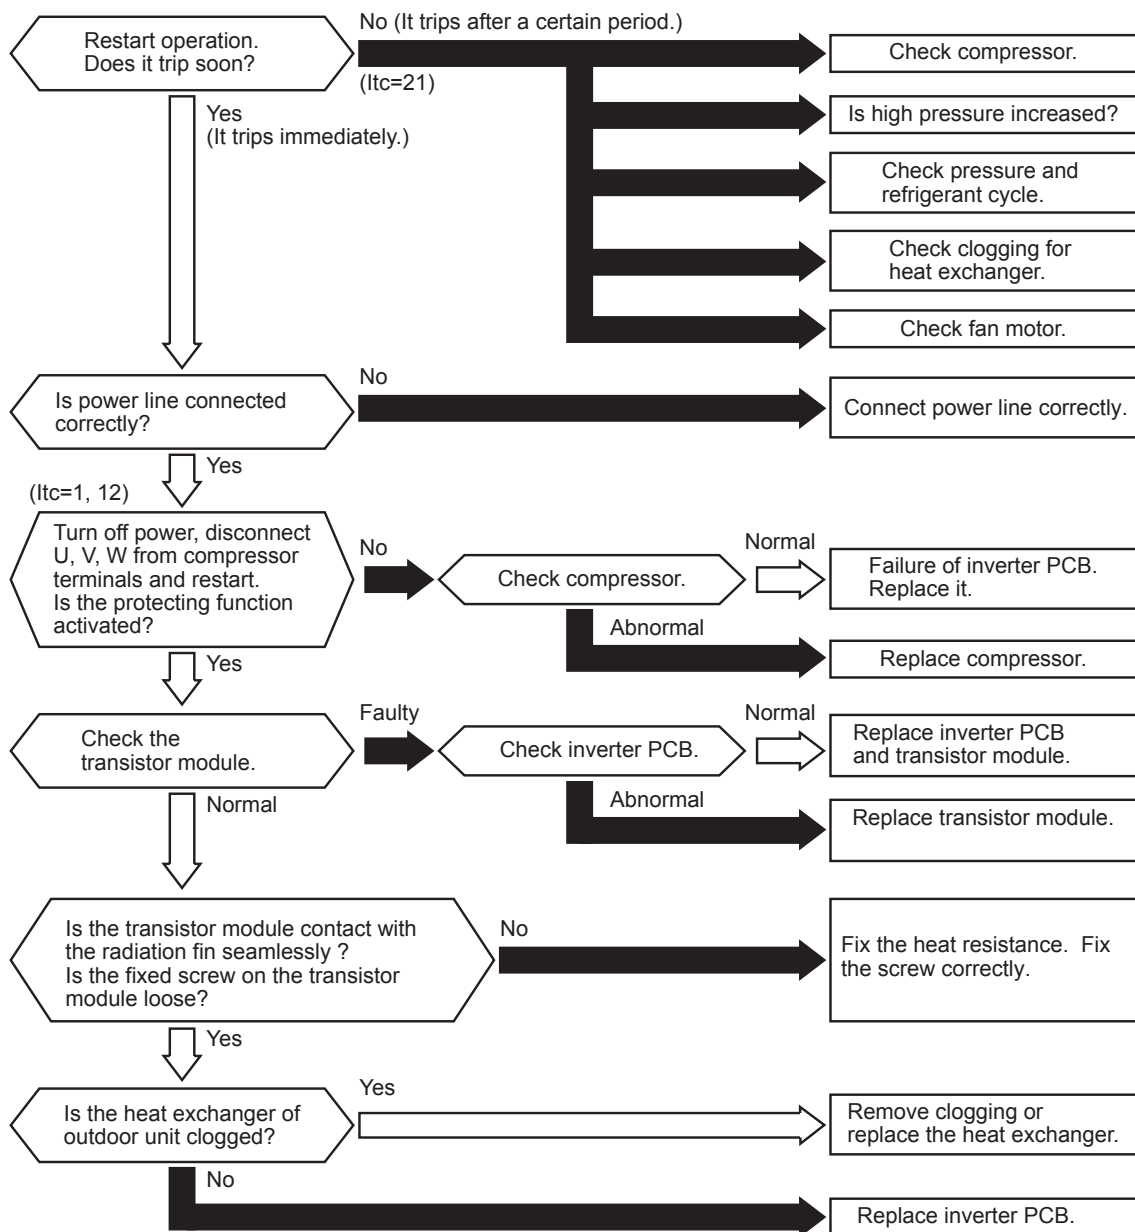 Restart operation.
Does it trip soon?
No (It trips after a certain period.)
(Itc=21)
Check compressor.
Yes
(It trips immediately.)
Is high pressure increased?
Check pressure and
refrigerant cycle.
Check clogging for
heat exchanger.
Check fan motor.
Is power line connected
correctly?
No
Connect power line correctly.
Yes
(Itc=1, 12)
Turn off power, disconnect
U, V, W from compressor
terminals and restart.
Is the protecting function
activated?
No
Check compressor.
Normal
Failure of inverter PCB.
Replace it.
Abnormal
Replace compressor.
Yes
Check the
transistor module.
Faulty
Check inverter PCB.
Normal
Replace inverter PCB
and transistor module.
Abnormal
Replace transistor module.
Normal
Is the transistor module contact with
the radiation fin seamlessly ?
Is the fixed screw on the transistor
module loose?
No
Fix the heat resistance.  Fix
the screw correctly.
Yes
Is the heat exchanger of
outdoor unit clogged?
Yes
Remove clogging or
replace the heat exchanger.
No
Replace inverter PCB.